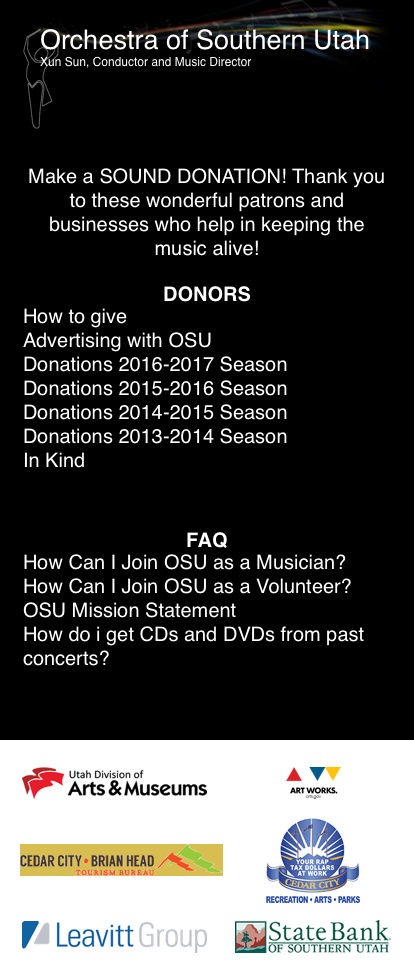 Orchestra of Southern Utah
Xun Sun, Conductor and Music Director
Make a SOUND DONATION! Thank you
to these wonderful patrons and
businesses who help in keeping the
music alive!
DONORS
How to give
Advertising with OSU
Donations 2016-2017 Season
Donations 2015-2016 Season
Donations 2014-2015 Season
Donations 2013-2014 Season
In Kind
FAQ
How Can I Join OSU as a Musician?
How Can I Join OSU as a Volunteer?
OSU Mission Statement
How do i get CDs and DVDs from past
concerts?
Utah Division of
Arts & Museums
ART WORKS.
arts.gov
CEDAR CITY • BRIAN HEAD
TOURISM BUREAU
YOUR RAP
TAX DOLLARS
AT WORK
CEDAR CITY
RECREATION • ARTS • PARKS
Leavitt Group
State Bank
OF SOUTHERN UTAH